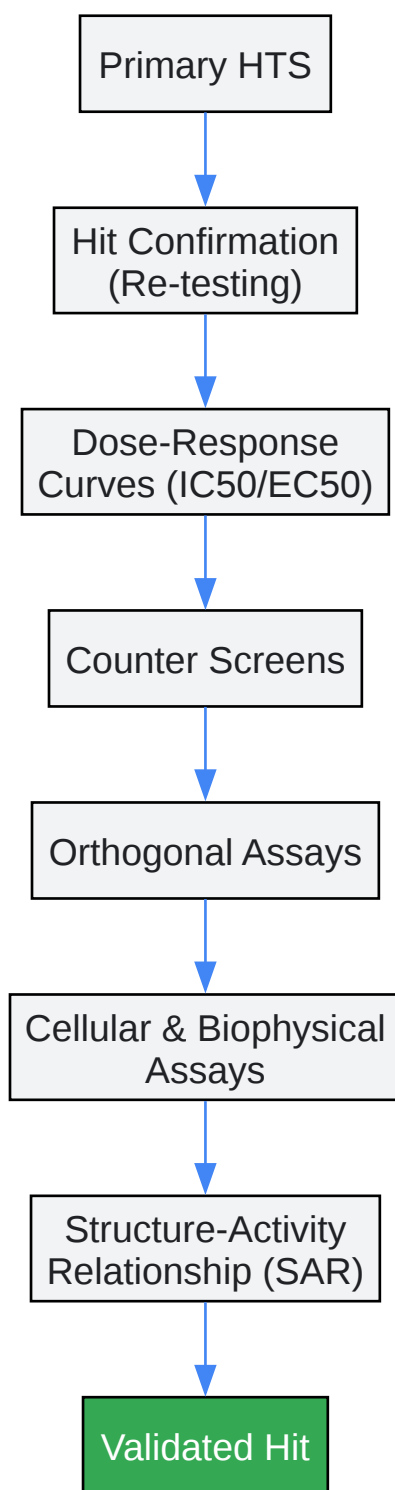 Primary HTS
Hit Confirmation
(Re-testing)
Dose-Response
Curves (IC50/EC50)
Counter Screens
Orthogonal Assays
Cellular & Biophysical
Assays
Structure-Activity
Relationship (SAR)
Validated Hit